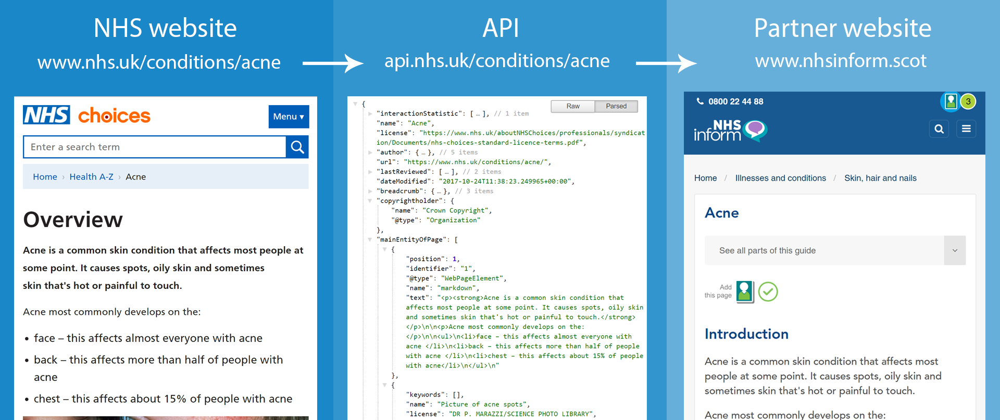 NHS website
www.nhs.uk/conditions/acne
NHS choices
Menu ▾
Enter a search term
Home › Health A-Z › Acne
Overview
Acne is a common skin condition that affects most people at
some point. It causes spots, oily skin and sometimes
skin that's hot or painful to touch.
Acne most commonly develops on the:
• face – this affects almost everyone with acne
• back – this affects more than half of people with
acne
• chest – this affects about 15% of people with acne
API
api.nhs.uk/conditions/acne
Raw Parsed
{
"interactionStatistic": [ … ], // 1 item
"name": "Acne",
"license": "https://www.nhs.uk/aboutNHSChoices/professionals/syndicat
ion/Documents/nhs-choices-standard-licence-terms.pdf",
"author": { … }, // 5 items
"url": "https://www.nhs.uk/conditions/acne/",
"lastReviewed": [ … ], // 2 items
"dateModified": "2017-10-24T11:38:23.249965+00:00",
"breadcrumb": { … }, // 3 items
"copyrightholder": {
"name": "Crown Copyright",
"@type": "Organization"
},
"mainEntityOfPage": [
{
"position": 1,
"identifier": "1",
"@type": "WebPageElement",
"name": "markdown",
"text": "<p><strong>Acne is a common skin condition that
affects most people at some point. It causes spots, oily skin
and sometimes skin that's hot or painful to touch.</strong>
</p>\n\n<p>Acne most commonly develops on the:
</p>\n\n<ul>\n<li>face – this affects almost everyone with
acne </li>\n<li>back – this affects more than half of people
with acne </li>\n<li>chest – this affects about 15% of people
with acne</li>\n</ul>\n"
},
{
"keywords": [],
"name": "Picture of acne spots",
"license": "DR P. MARAZZI/SCIENCE PHOTO LIBRARY",
Partner website
www.nhsinform.scot
0800 22 44 88
3
NHS
inform
Home / Illnesses and conditions / Skin, hair and nails
Acne
See all parts of this guide
Add
this page
Introduction
Acne is a common skin condition that affects most
people at some point. It causes spots, oily skin and
sometimes skin that's hot or painful to touch.
Acne most commonly develops on the: